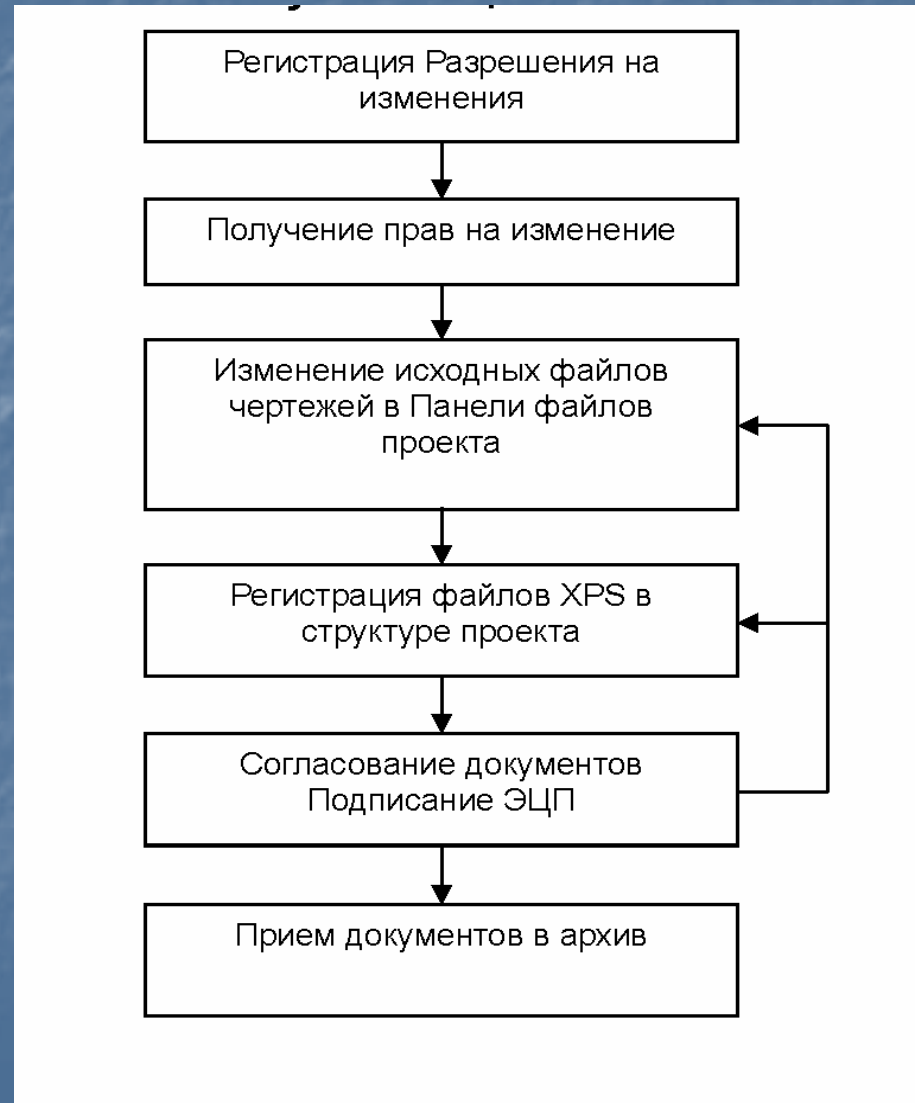 Регистрация Разрешения на
изменения
Получение прав на изменение
Изменение исходных файлов
чертежей в Панели файлов
проекта
Регистрация файлов XPS в
структуре проекта
Согласование документов
Подписание ЭЦП
Прием документов в архив